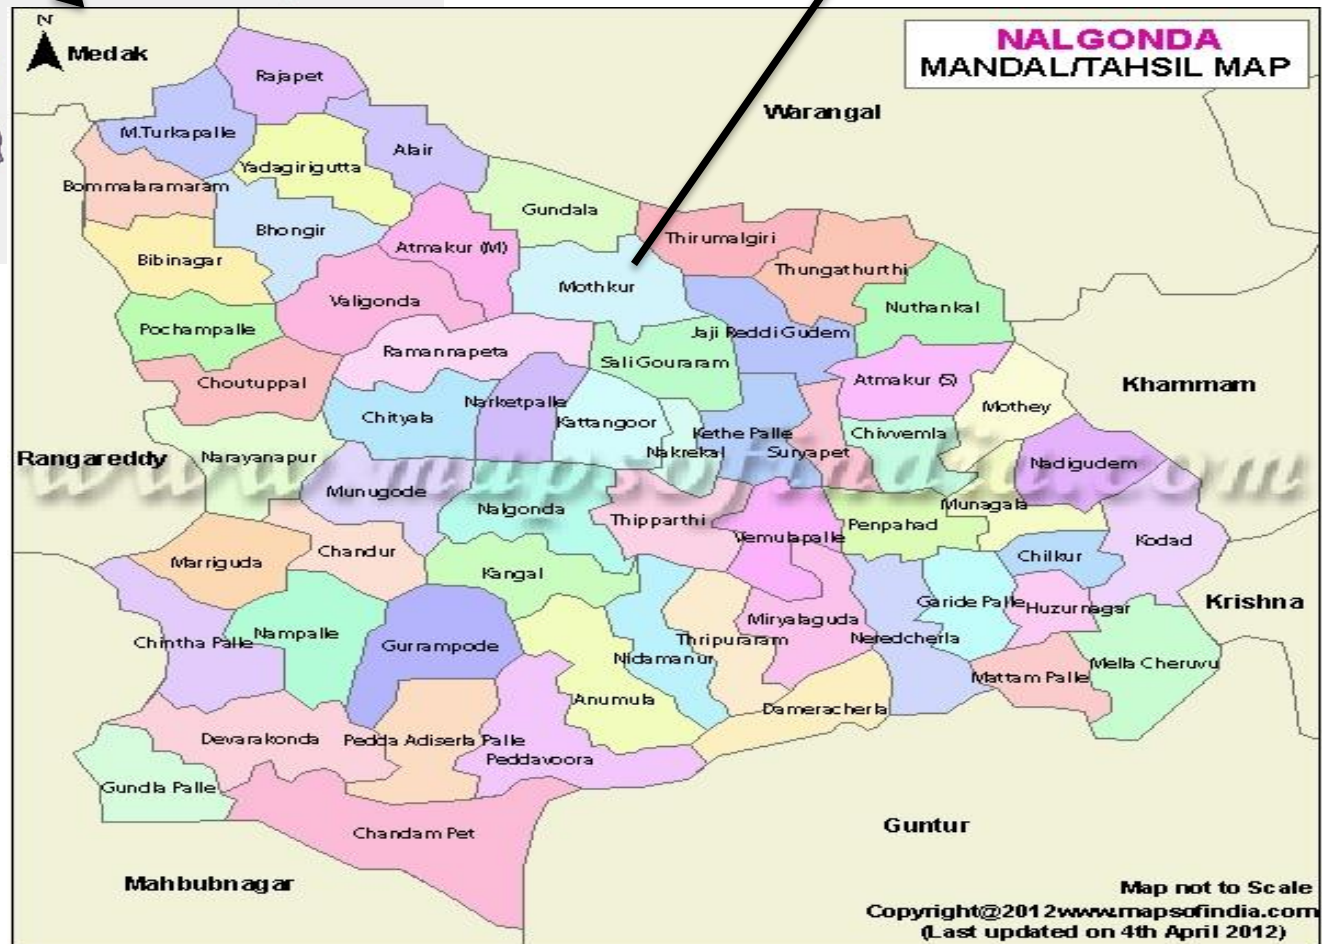 N
NALGONDA
MANDAL/TAHSIL MAP
Medak
Rajapet
Warangal
M.Turkapalle
Alair
Yadagirigutta
Bommalaramaram
Gundala
Bhongir
Thirumalgiri
Atmakur (M)
Bibinagar
Thungathurthi
Mothkur
Valigonda
Nuthankal
Pochampalle
Jaji Reddi Gudem
Ramannapeta
Sali Gouraram
Choutuppal
Atmakur (S)
Khammam
Narketpalle
Mothey
Chityala
Kattangoor
Kethe Palle
Chivvemla
Nakrekal
Suryapet
Rangareddy
Narayanapur
Nadigudem
www.mapsofindia.com
Munugode
Munagala
Nalgonda
Thipparthi
Penpahad
Vemulapalle
Kodad
Chandur
Chilkur
Marriguda
Kangal
Garide Palle
Huzurnagar
Krishna
Miryalaguda
Chintha Palle
Nampalle
Thripuraram
Neredcherla
Gurrampode
Nidamanur
Mella Cheruvu
Mattam Palle
Anumula
Dameracherla
Devarakonda
Pedda Adiserla Palle
Peddavoora
Gundla Palle
Guntur
Chandam Pet
Mahbubnagar
Map not to Scale
Copyright@2012www.mapsofindia.com
(Last updated on 4th April 2012)